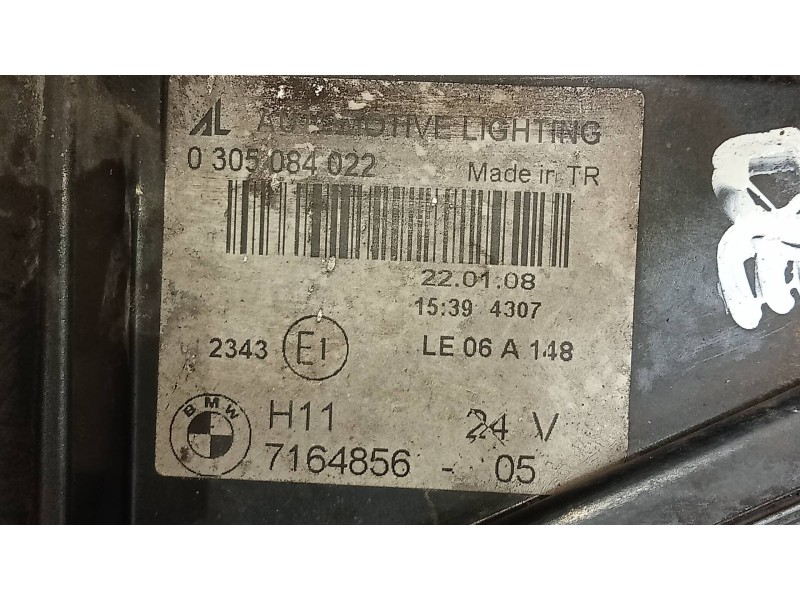 AL AUTOMOTIVE LIGHTING
0 305 084 022 Made in TR
22.01.08
15:39 4307
2343 E1 LE 06 A 148
BMW H11 24 V
7164856 - 05